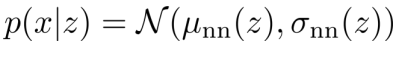 p(x|z) = 𝒩(μ_nn(z), σ_nn(z))